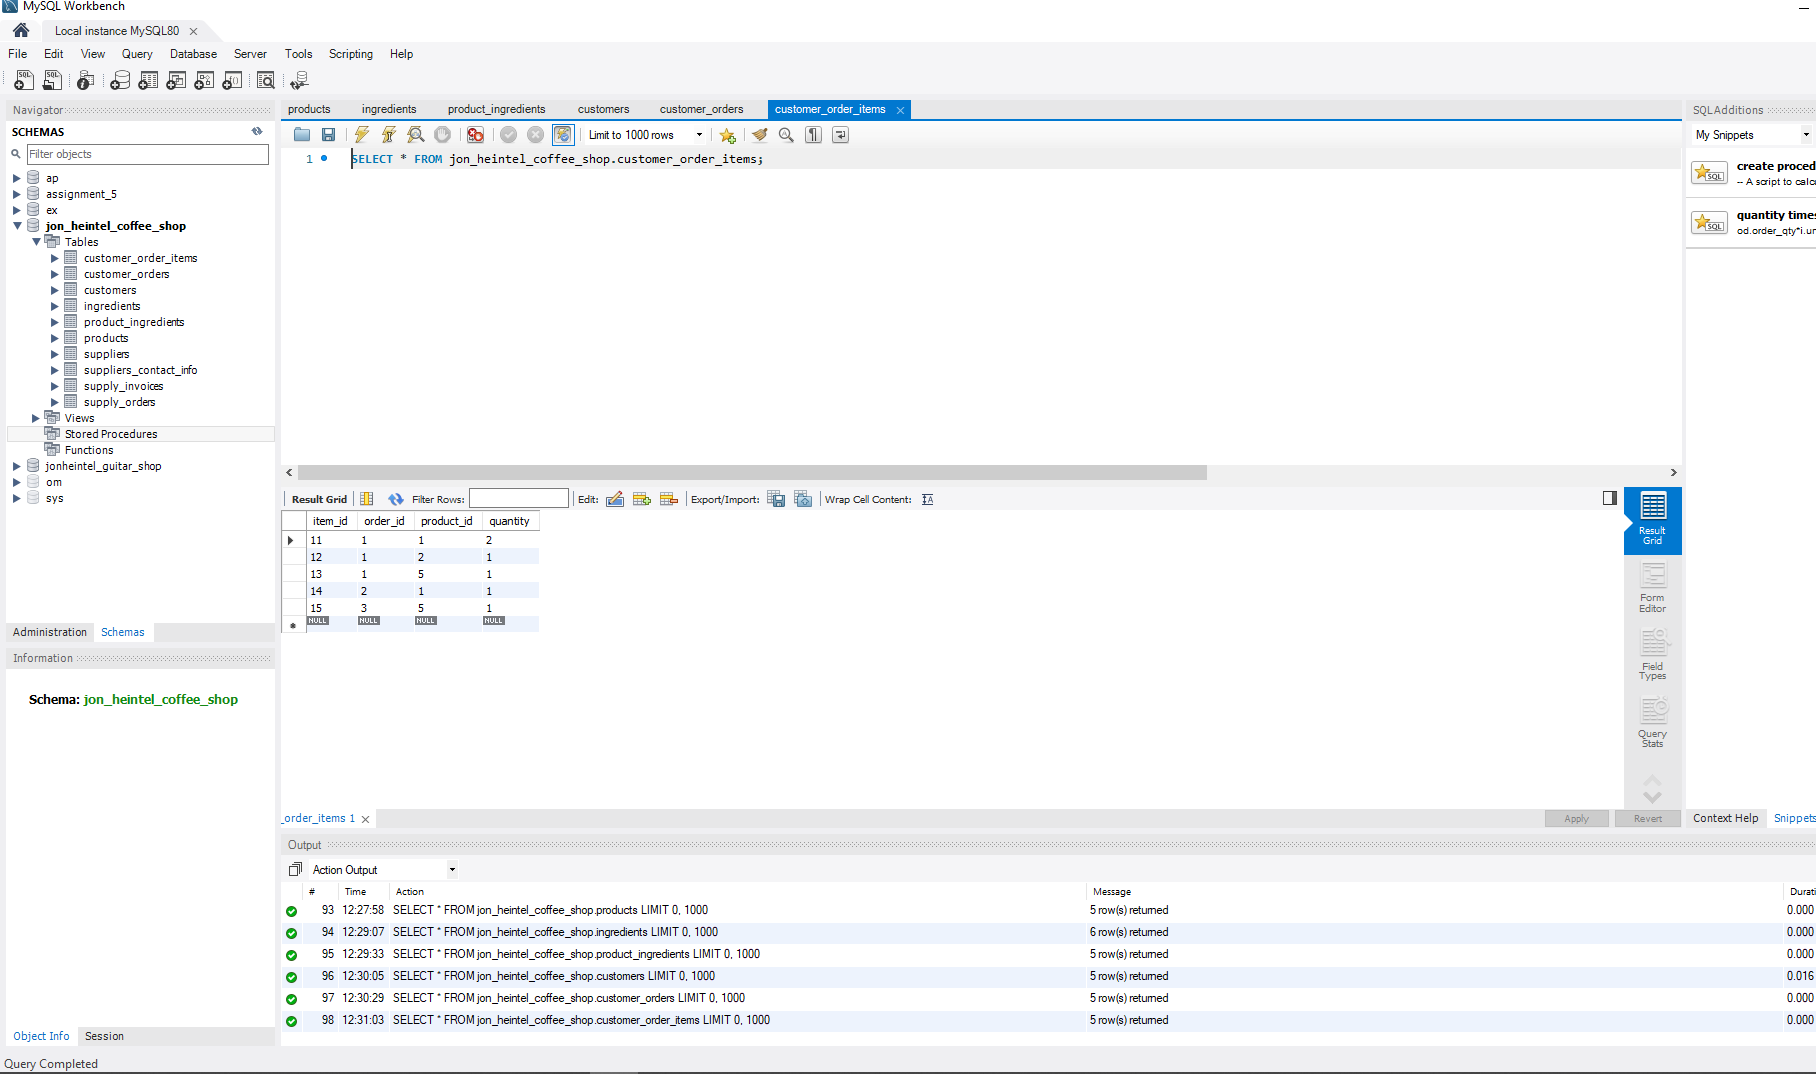 MySQL Workbench
Local instance MySQL80
File Edit View Query Database Server Tools Scripting Help
Navigator
SCHEMAS
Filter objects
ap
assignment_5
ex
jon_heintel_coffee_shop
Tables
customer_order_items
customer_orders
customers
ingredients
product_ingredients
products
suppliers
suppliers_contact_info
supply_invoices
supply_orders
Views
Stored Procedures
Functions
jonheintel_guitar_shop
om
sys
Administration Schemas
Information
Schema: jon_heintel_coffee_shop
Object Info Session
Query Completed
products ingredients product_ingredients customers customer_orders customer_order_items
Limit to 1000 rows
1 SELECT * FROM jon_heintel_coffee_shop.customer_order_items;
Result Grid Filter Rows: Edit: Export/Import: Wrap Cell Content:
item_id order_id product_id quantity
11 1 1 2
12 1 2 1
13 1 5 1
14 2 1 1
15 3 5 1
NULL NULL NULL NULL
Result
Grid
Form
Editor
Field
Types
Query
Stats
_order_items 1
Apply Revert
Output
Action Output
# Time Action Message Durati
93 12:27:58 SELECT * FROM jon_heintel_coffee_shop.products LIMIT 0, 1000 5 row(s) returned 0.000
94 12:29:07 SELECT * FROM jon_heintel_coffee_shop.ingredients LIMIT 0, 1000 6 row(s) returned 0.000
95 12:29:33 SELECT * FROM jon_heintel_coffee_shop.product_ingredients LIMIT 0, 1000 5 row(s) returned 0.000
96 12:30:05 SELECT * FROM jon_heintel_coffee_shop.customers LIMIT 0, 1000 5 row(s) returned 0.016
97 12:30:29 SELECT * FROM jon_heintel_coffee_shop.customer_orders LIMIT 0, 1000 5 row(s) returned 0.000
98 12:31:03 SELECT * FROM jon_heintel_coffee_shop.customer_order_items LIMIT 0, 1000 5 row(s) returned 0.000
SQLAdditions
My Snippets
create proced
-- A script to calcu
quantity times
od.order_qty*i.un
Context Help Snippets